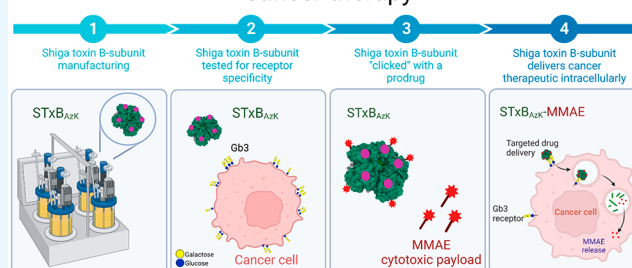 1
2
3
4
Shiga toxin B-subunit
manufacturing
Shiga toxin B-subunit
tested for receptor
specificity
Shiga toxin B-subunit
"clicked" with a
prodrug
Shiga toxin B-subunit
delivers cancer
therapeutic intracellularly
STxBAzK
STxBAzK
Gb3
Galactose
Glucose
Cancer cell
STxBAzK
MMAE
cytotoxic payload
STxBAzK-MMAE
Targeted drug
delivery
Gb3
receptor
Cancer cell
MMAE
release